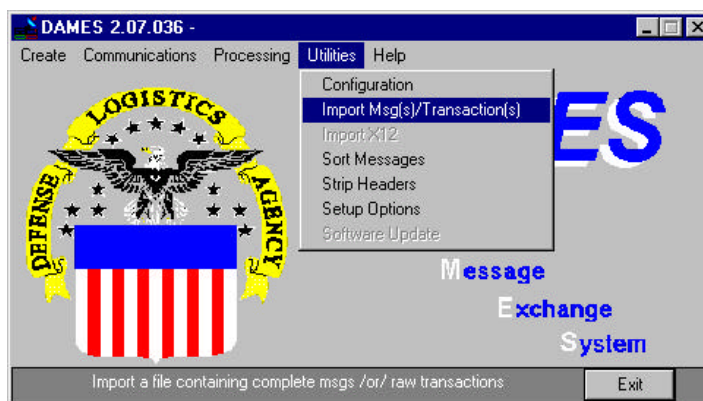 DAMES 2.07.036 -
Create Communications Processing Utilities Help
Configuration
Import Msg(s)/Transaction(s)
Import X12
Sort Messages
Strip Headers
Setup Options
Software Update
DEFENSE LOGISTICS AGENCY
ES
Message
Exchange
System
Import a file containing complete msgs /or/ raw transactions
Exit